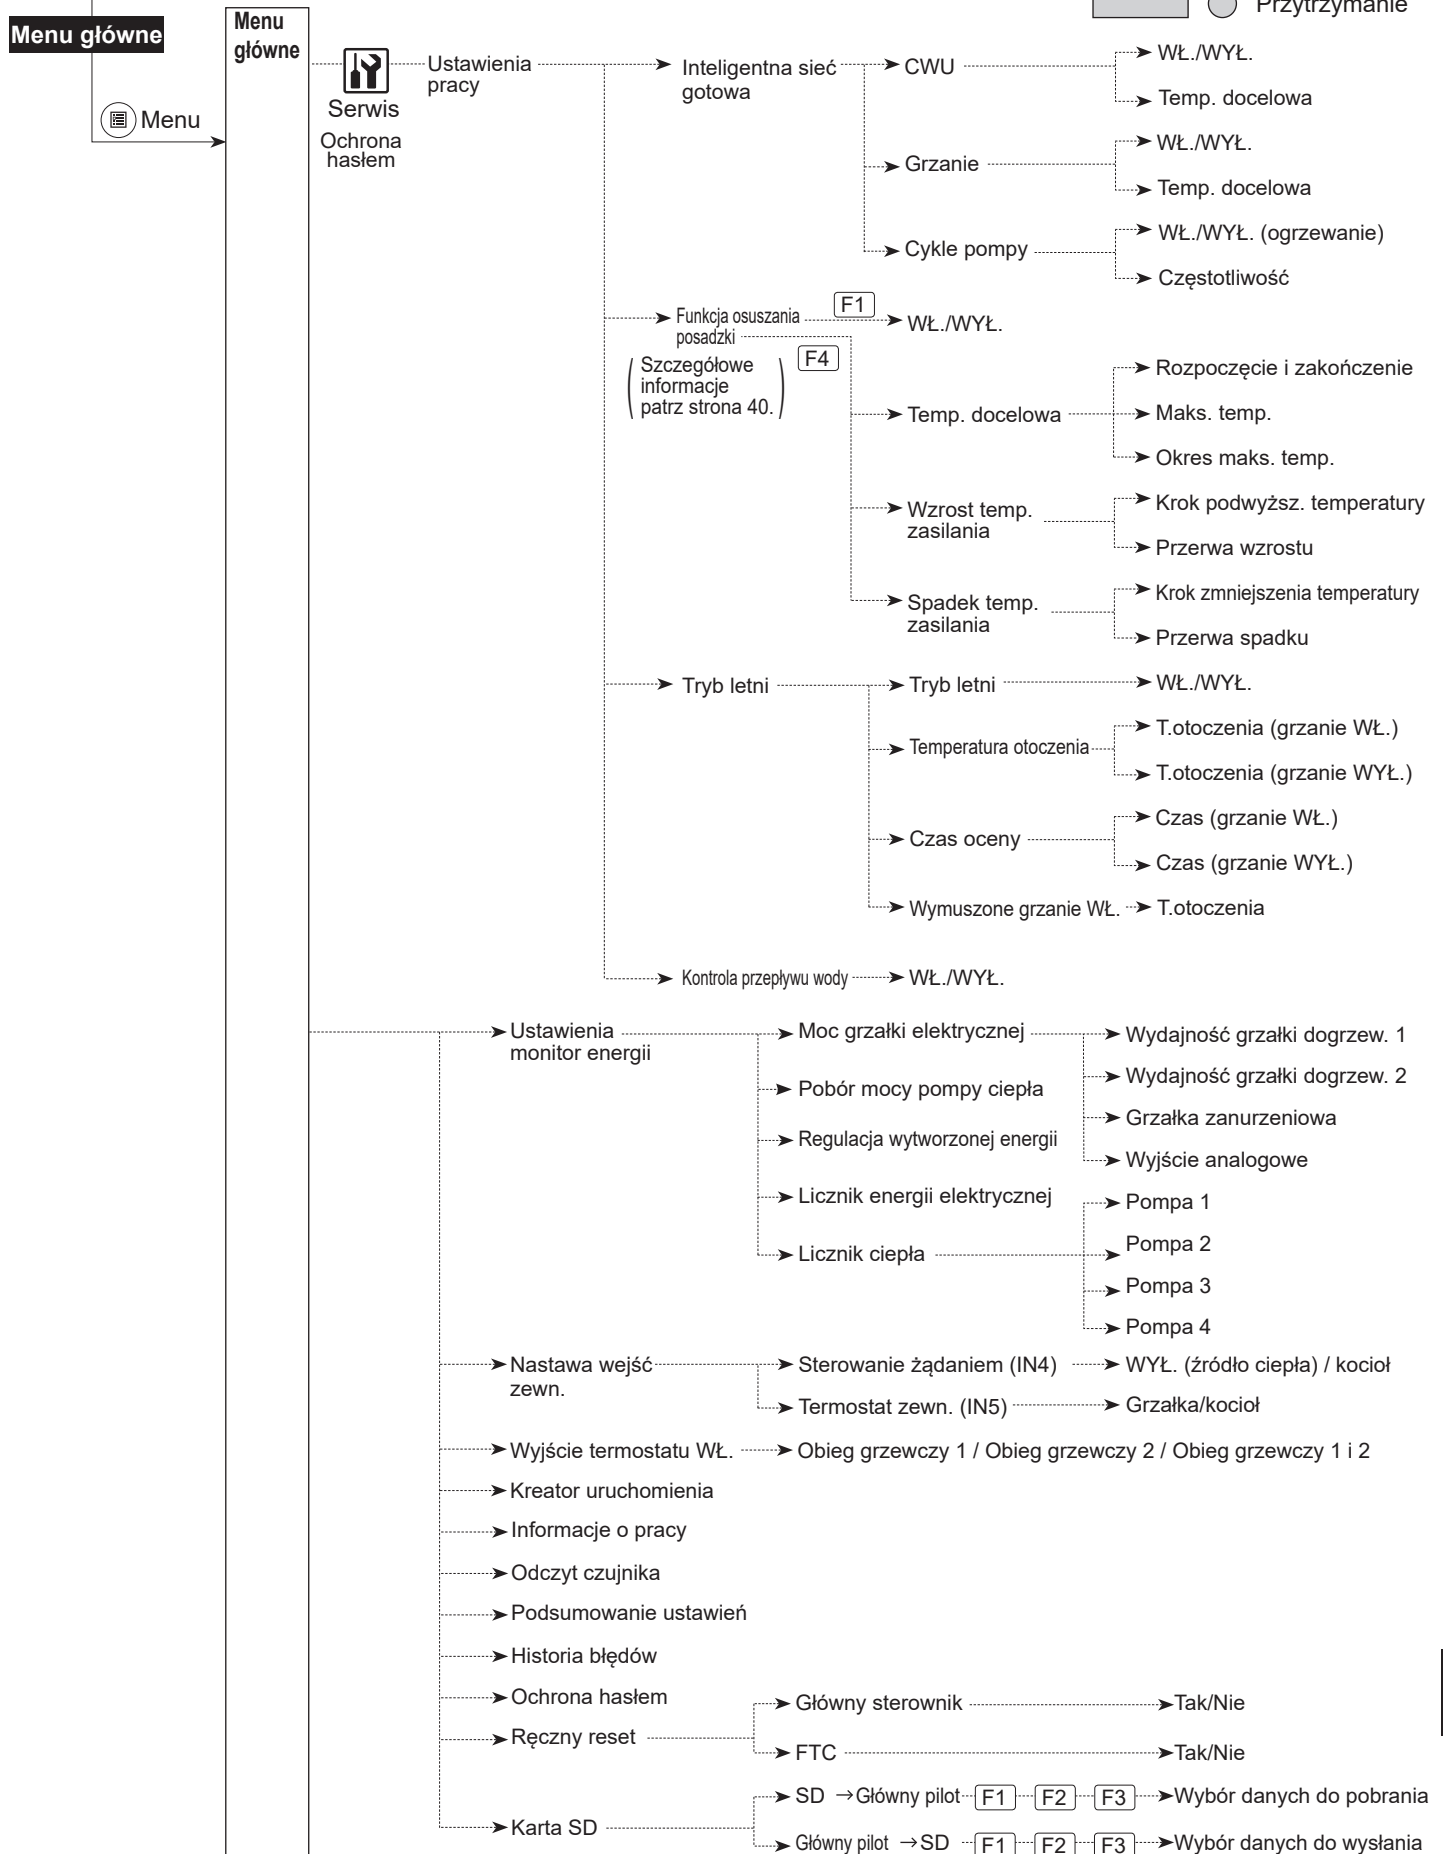 Przytrzymanie
Menu główne
Menu
Menu
główne
Serwis
Ochrona
hasłem
Ustawienia
pracy
Inteligentna sieć
gotowa
CWU
WŁ./WYŁ.
Temp. docelowa
Grzanie
WŁ./WYŁ.
Temp. docelowa
Cykle pompy
WŁ./WYŁ. (ogrzewanie)
Częstotliwość
Funkcja osuszania
posadzki
F1
WŁ./WYŁ.
(Szczegółowe
informacje
patrz strona 40.)
F4
Temp. docelowa
Rozpoczęcie i zakończenie
Maks. temp.
Okres maks. temp.
Wzrost temp.
zasilania
Krok podwyższ. temperatury
Przerwa wzrostu
Spadek temp.
zasilania
Krok zmniejszenia temperatury
Przerwa spadku
Tryb letni
Tryb letni
WŁ./WYŁ.
Temperatura otoczenia
T.otoczenia (grzanie WŁ.)
T.otoczenia (grzanie WYŁ.)
Czas oceny
Czas (grzanie WŁ.)
Czas (grzanie WYŁ.)
Wymuszone grzanie WŁ.
T.otoczenia
Kontrola przepływu wody
WŁ./WYŁ.
Ustawienia
monitor energii
Moc grzałki elektrycznej
Wydajność grzałki dogrzew. 1
Wydajność grzałki dogrzew. 2
Grzałka zanurzeniowa
Wyjście analogowe
Pobór mocy pompy ciepła
Regulacja wytworzonej energii
Licznik energii elektrycznej
Licznik ciepła
Pompa 1
Pompa 2
Pompa 3
Pompa 4
Nastawa wejść
zewn.
Sterowanie żądaniem (IN4)
WYŁ. (źródło ciepła) / kocioł
Termostat zewn. (IN5)
Grzałka/kocioł
Wyjście termostatu WŁ.
Obieg grzewczy 1 / Obieg grzewczy 2 / Obieg grzewczy 1 i 2
Kreator uruchomienia
Informacje o pracy
Odczyt czujnika
Podsumowanie ustawień
Historia błędów
Ochrona hasłem
Ręczny reset
Główny sterownik
Tak/Nie
FTC
Tak/Nie
Karta SD
SD → Główny pilot F1 F2 F3 Wybór danych do pobrania
Główny pilot → SD F1 F2 F3 Wybór danych do wysłania